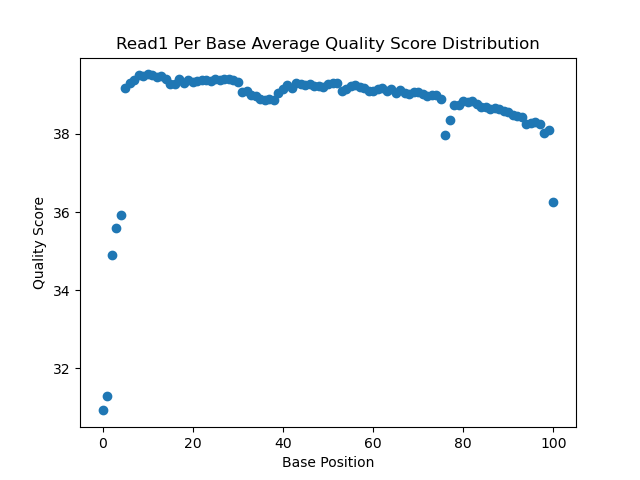 Read1 Per Base Average Quality Score Distribution
Quality Score
38
36
34
32
0 20 40 60 80 100
Base Position